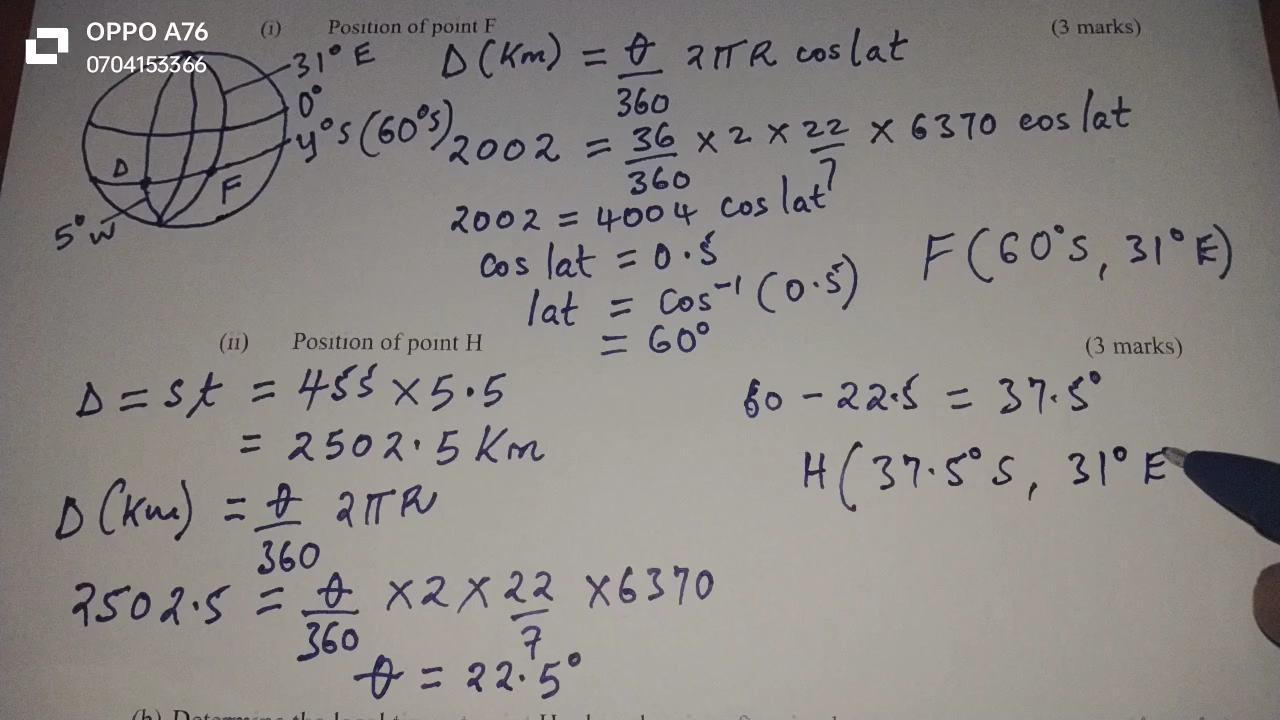 OPPO A76
0704153366
(i) Position of point F (3 marks)
31° E
0°
y°S (60°S)
D
F
5°W
D(Km) = θ/360 2πR cos lat
2002 = 36/360 × 2 × 22/7 × 6370 cos lat
2002 = 4004 cos lat
cos lat = 0.5
lat = cos⁻¹ (0.5)
= 60°
F (60°S, 31°E)
(ii) Position of point H (3 marks)
D = st = 455 × 5.5
= 2502.5 Km
D(Km) = θ/360 2πR
2502.5 = θ/360 × 2 × 22/7 × 6370
θ = 22.5°
60 - 22.5 = 37.5°
H (37.5°S, 31°E